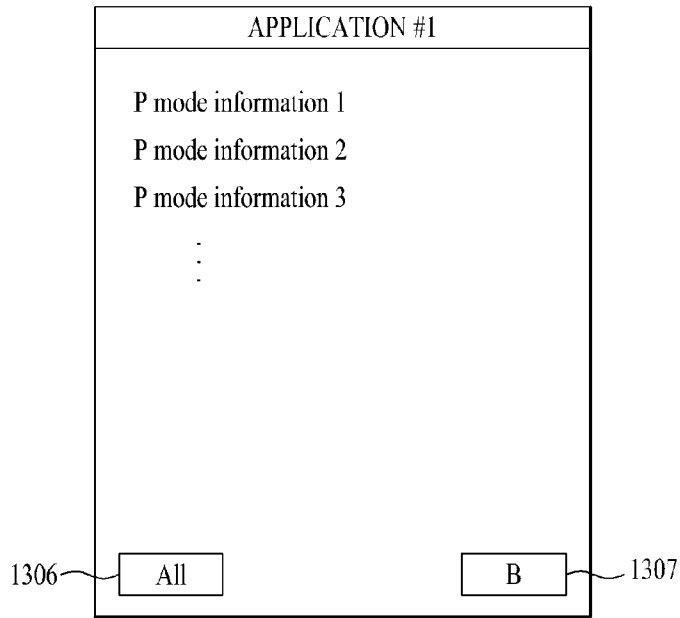 APPLICATION #1
P mode information 1
P mode information 2
P mode information 3
1306 All B 1307